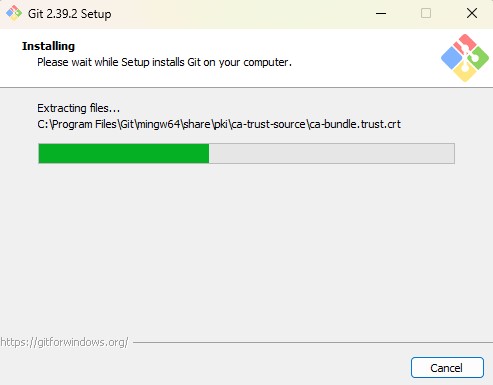 Git 2.39.2 Setup
Installing
Please wait while Setup installs Git on your computer.
Extracting files...
C:\Program Files\Git\mingw64\share\pki\ca-trust-source\ca-bundle.trust.crt
https://gitforwindows.org/
Cancel